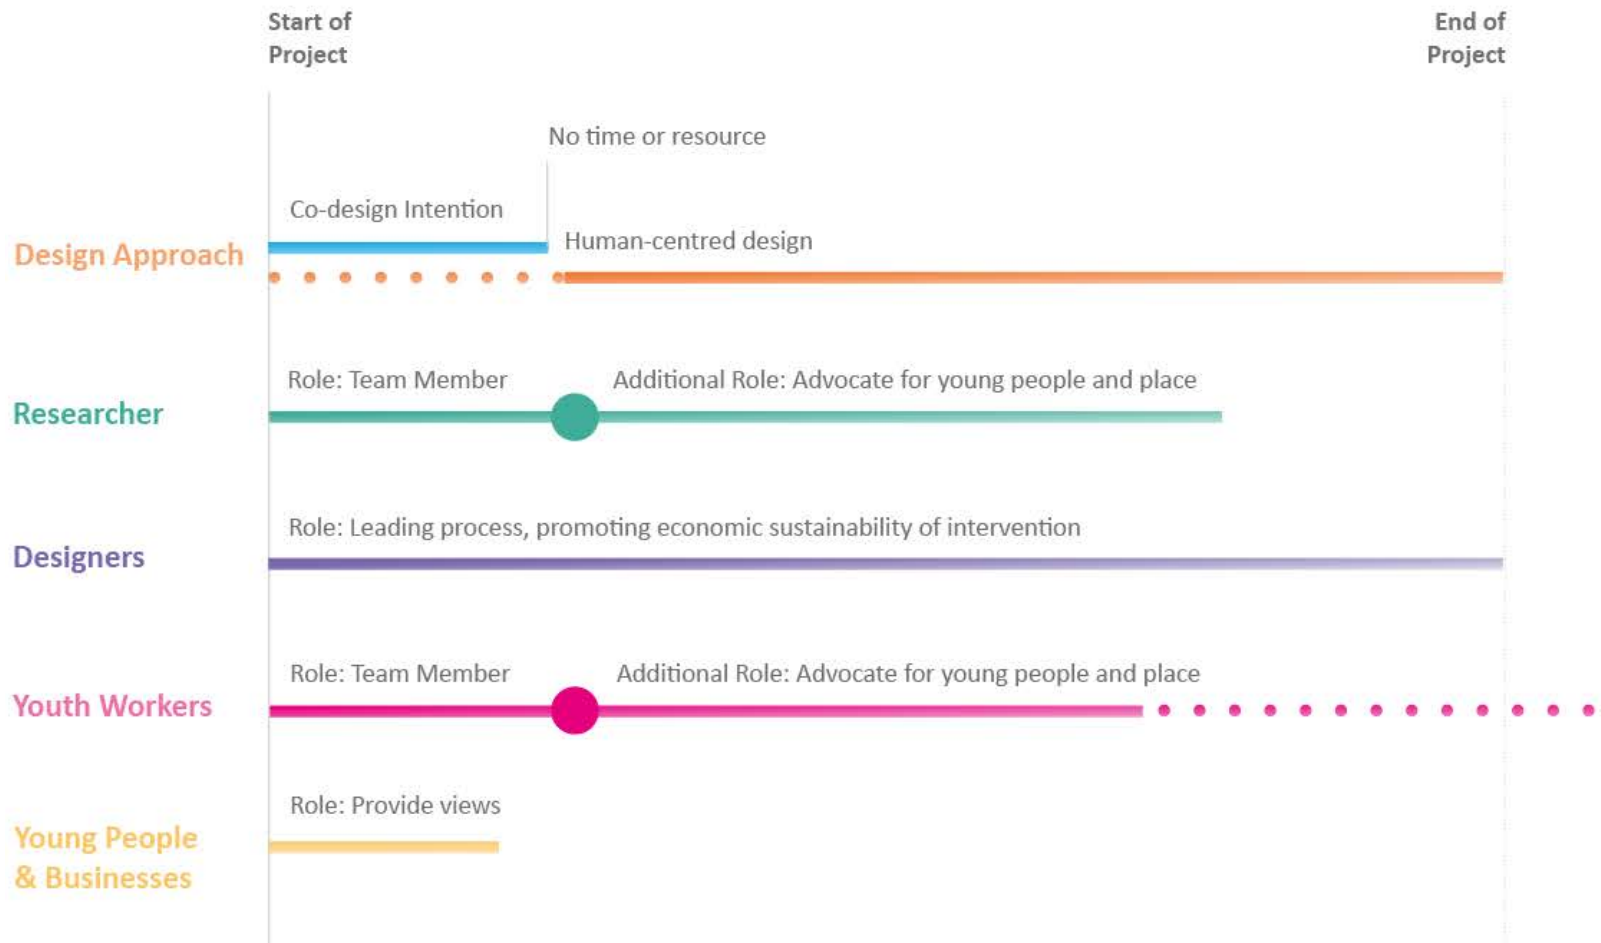 Start of
Project
End of
Project
No time or resource
Co-design Intention
Design Approach
Human-centred design
Role: Team Member
Additional Role: Advocate for young people and place
Researcher
Role: Leading process, promoting economic sustainability of intervention
Designers
Role: Team Member
Additional Role: Advocate for young people and place
Youth Workers
Role: Provide views
Young People
& Businesses